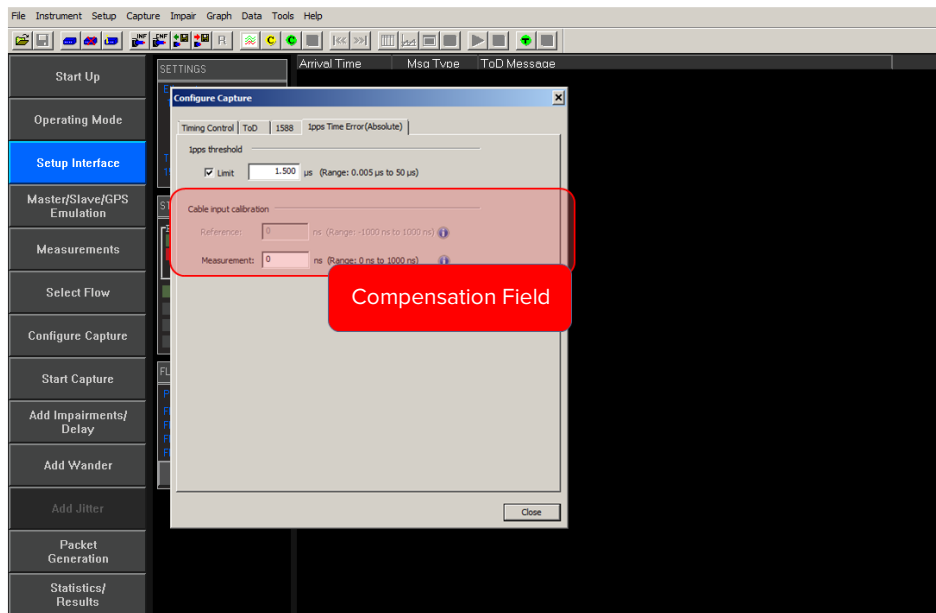 File Instrument Setup Capture Impair Graph Data Tools Help
INF CNF R C C
Start Up
Operating Mode
Setup Interface
Master/Slave/GPS
Emulation
Measurements
Select Flow
Configure Capture
Start Capture
Add Impairments/
Delay
Add Wander
Add Jitter
Packet
Generation
Statistics/
Results
SETTINGS
Arrival Time Msg Type ToD Message
Configure Capture
Timing Control ToD 1588 1pps Time Error(Absolute)
1pps threshold
Limit 1.500 µs (Range: 0.005 µs to 50 µs)
Cable input calibration
Reference: 0 ns (Range: -1000 ns to 1000 ns)
Measurement: 0 ns (Range: 0 ns to 1000 ns)
Compensation Field
Close